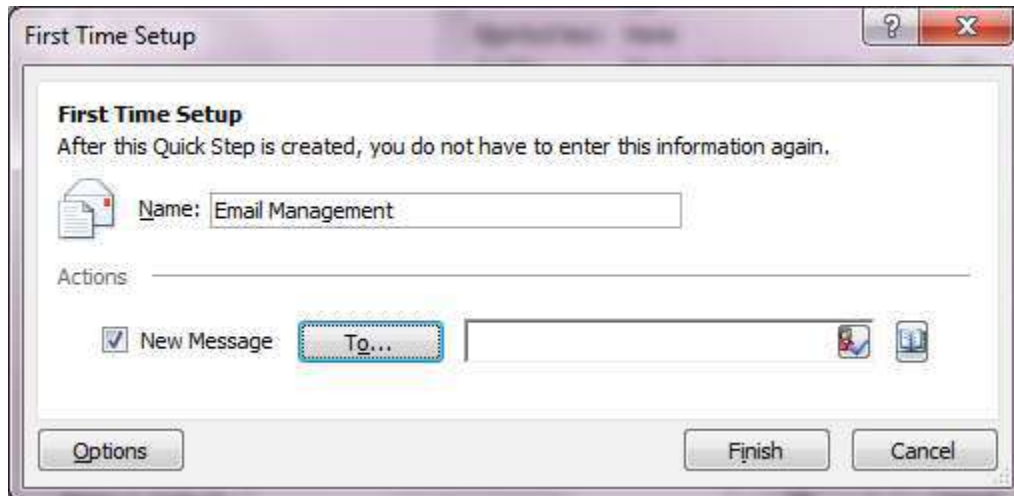 First Time Setup
First Time Setup
After this Quick Step is created, you do not have to enter this information again.
Name: Email Management
Actions
New Message To...
Options Finish Cancel